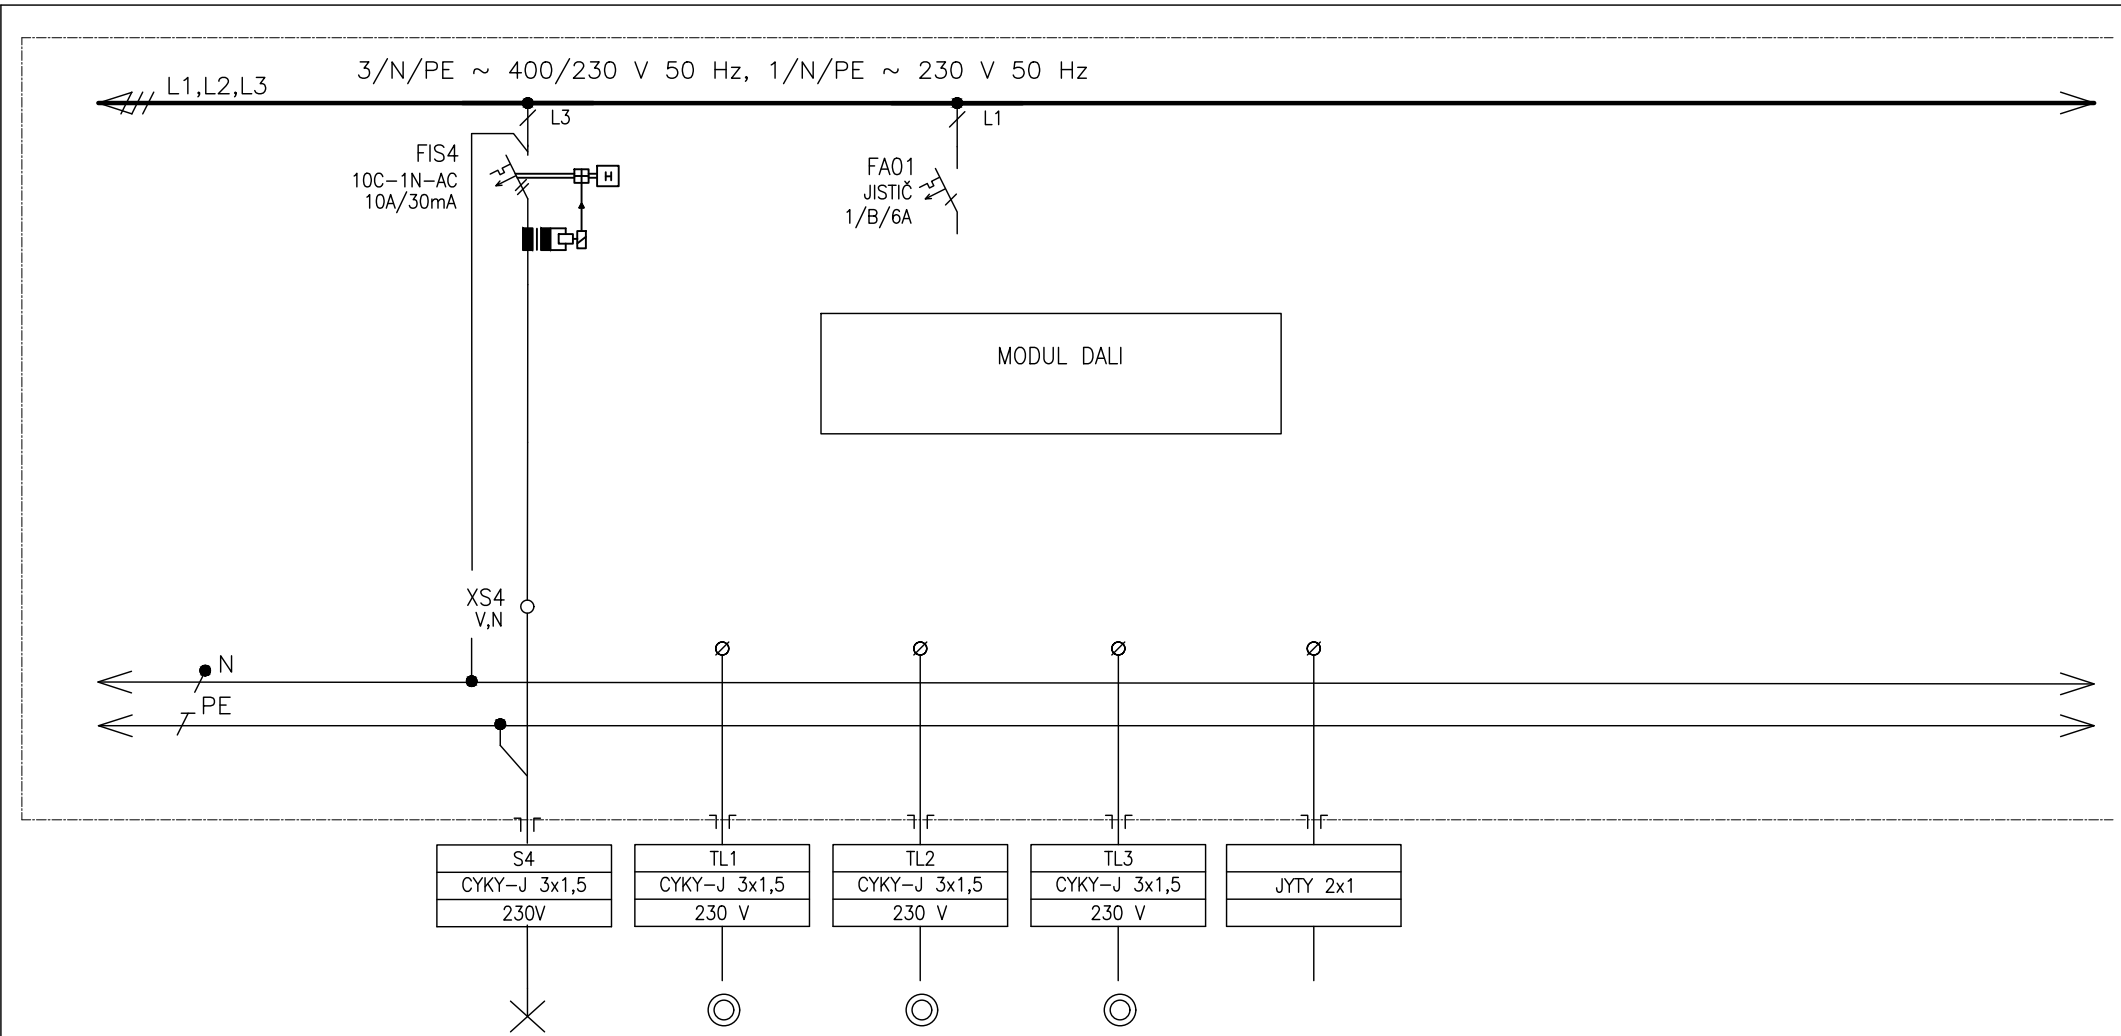 3/N/PE ~ 400/230 V 50 Hz, 1/N/PE ~ 230 V 50 Hz
L1,L2,L3
L3
L1
FIS4
10C-1N-AC
10A/30mA
H
FA01
JISTIČ
1/B/6A
MODUL DALI
XS4
V,N
N
PE
S4
CYKY-J 3x1,5
230V
TL1
CYKY-J 3x1,5
230 V
TL2
CYKY-J 3x1,5
230 V
TL3
CYKY-J 3x1,5
230 V
JYTY 2x1